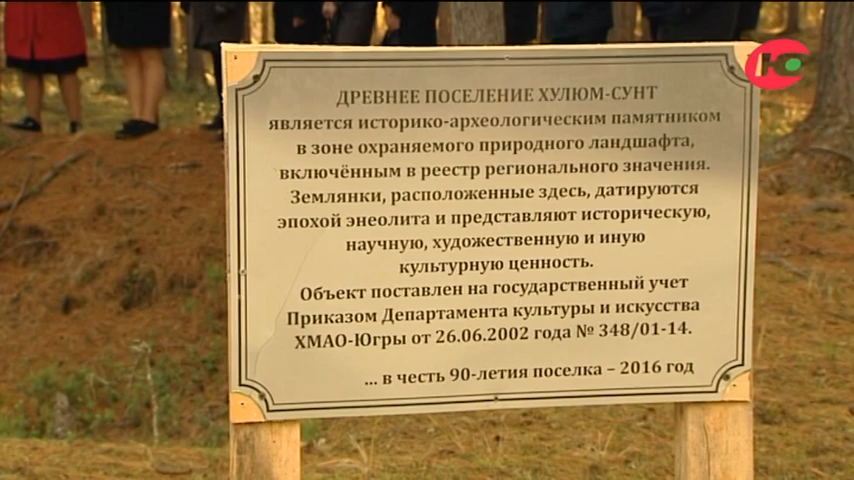 Ю
ДРЕВНЕЕ ПОСЕЛЕНИЕ ХУЛЮМ-СУНТ
является историко-археологическим памятником
в зоне охраняемого природного ландшафта,
включённым в реестр регионального значения.
Землянки, расположенные здесь, датируются
эпохой энеолита и представляют историческую,
научную, художественную и иную
культурную ценность.
Объект поставлен на государственный учет
Приказом Департамента культуры и искусства
ХМАО-Югры от 26.06.2002 года № 348/01-14.
... в честь 90-летия поселка – 2016 год